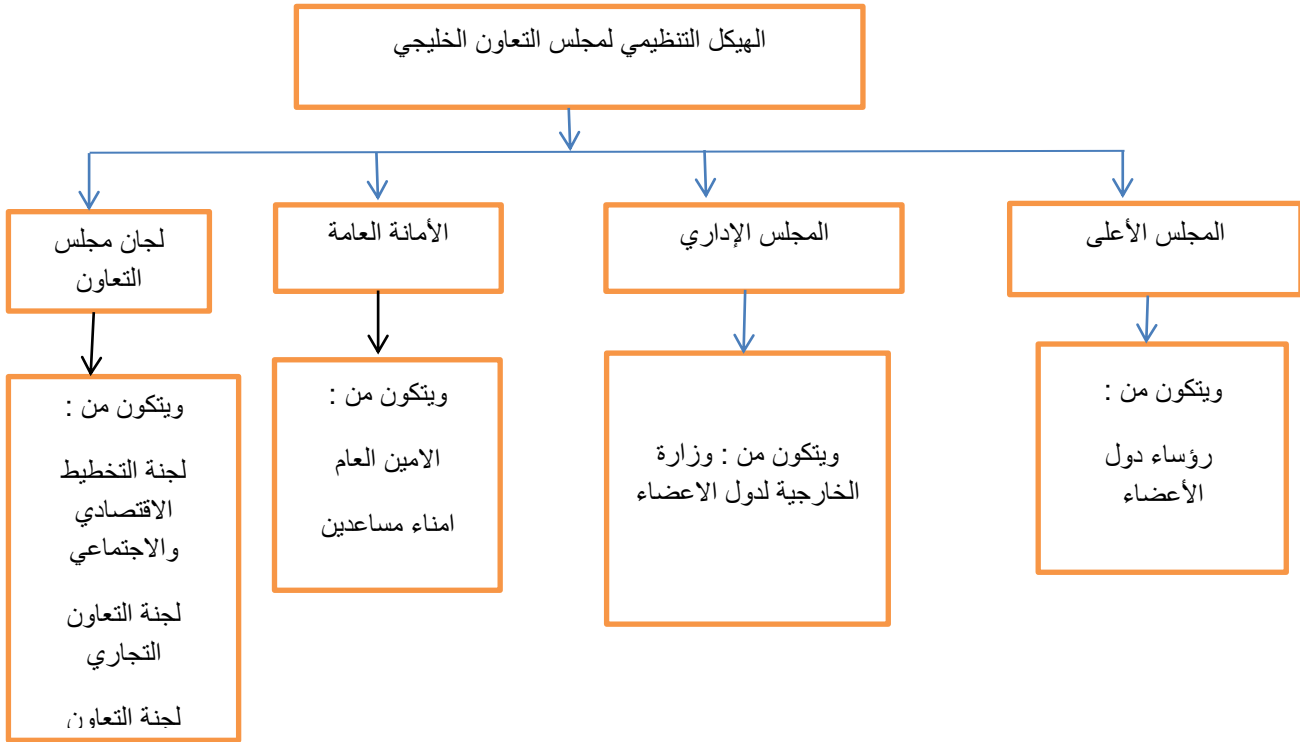 الهيكل التنظيمي لمجلس التعاون الخليجي
المجلس الأعلى
المجلس الإداري
الأمانة العامة
لجان مجلس
التعاون
ويتكون من :
رؤساء دول
الأعضاء
ويتكون من : وزارة
الخارجية لدول الاعضاء
ويتكون من :
الامين العام
امناء مساعدين
ويتكون من :
لجنة التخطيط
الاقتصادي
والاجتماعي
لجنة التعاون
التجاري
لجنة التعاون